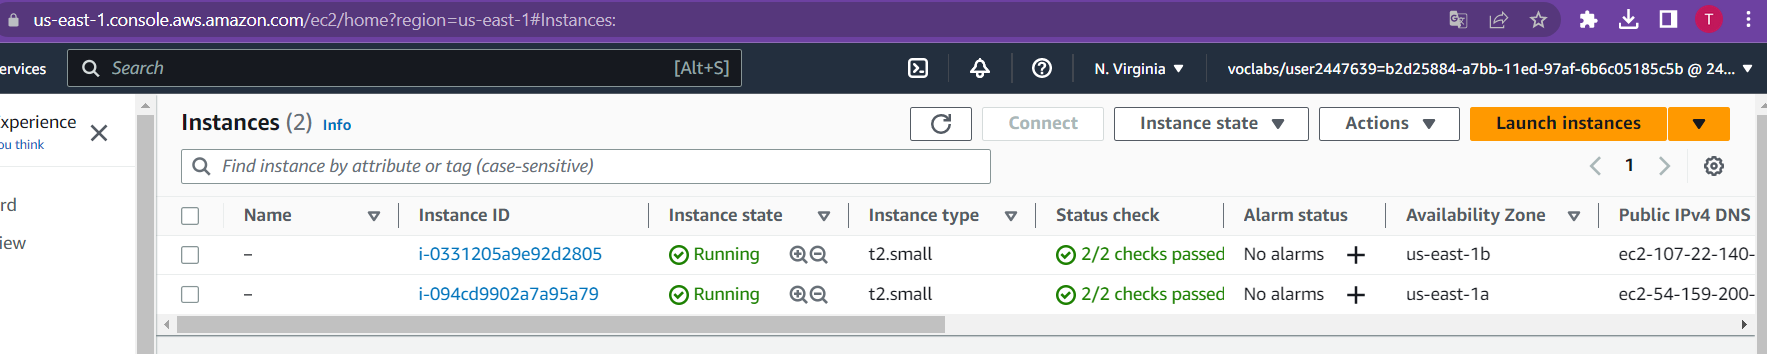 us-east-1.console.aws.amazon.com/ec2/home?region=us-east-1#Instances:
T
ervices
Search
[Alt+S]
N. Virginia
voclabs/user2447639=b2d25884-a7bb-11ed-97af-6b6c05185c5b @ 24...
xperience
ou think
rd
iew
Instances (2) Info
Connect
Instance state
Actions
Launch instances
Find instance by attribute or tag (case-sensitive)
1
Name Instance ID Instance state Instance type Status check Alarm status Availability Zone Public IPv4 DNS
– i-0331205a9e92d2805 Running t2.small 2/2 checks passed No alarms + us-east-1b ec2-107-22-140-
– i-094cd9902a7a95a79 Running t2.small 2/2 checks passed No alarms + us-east-1a ec2-54-159-200-